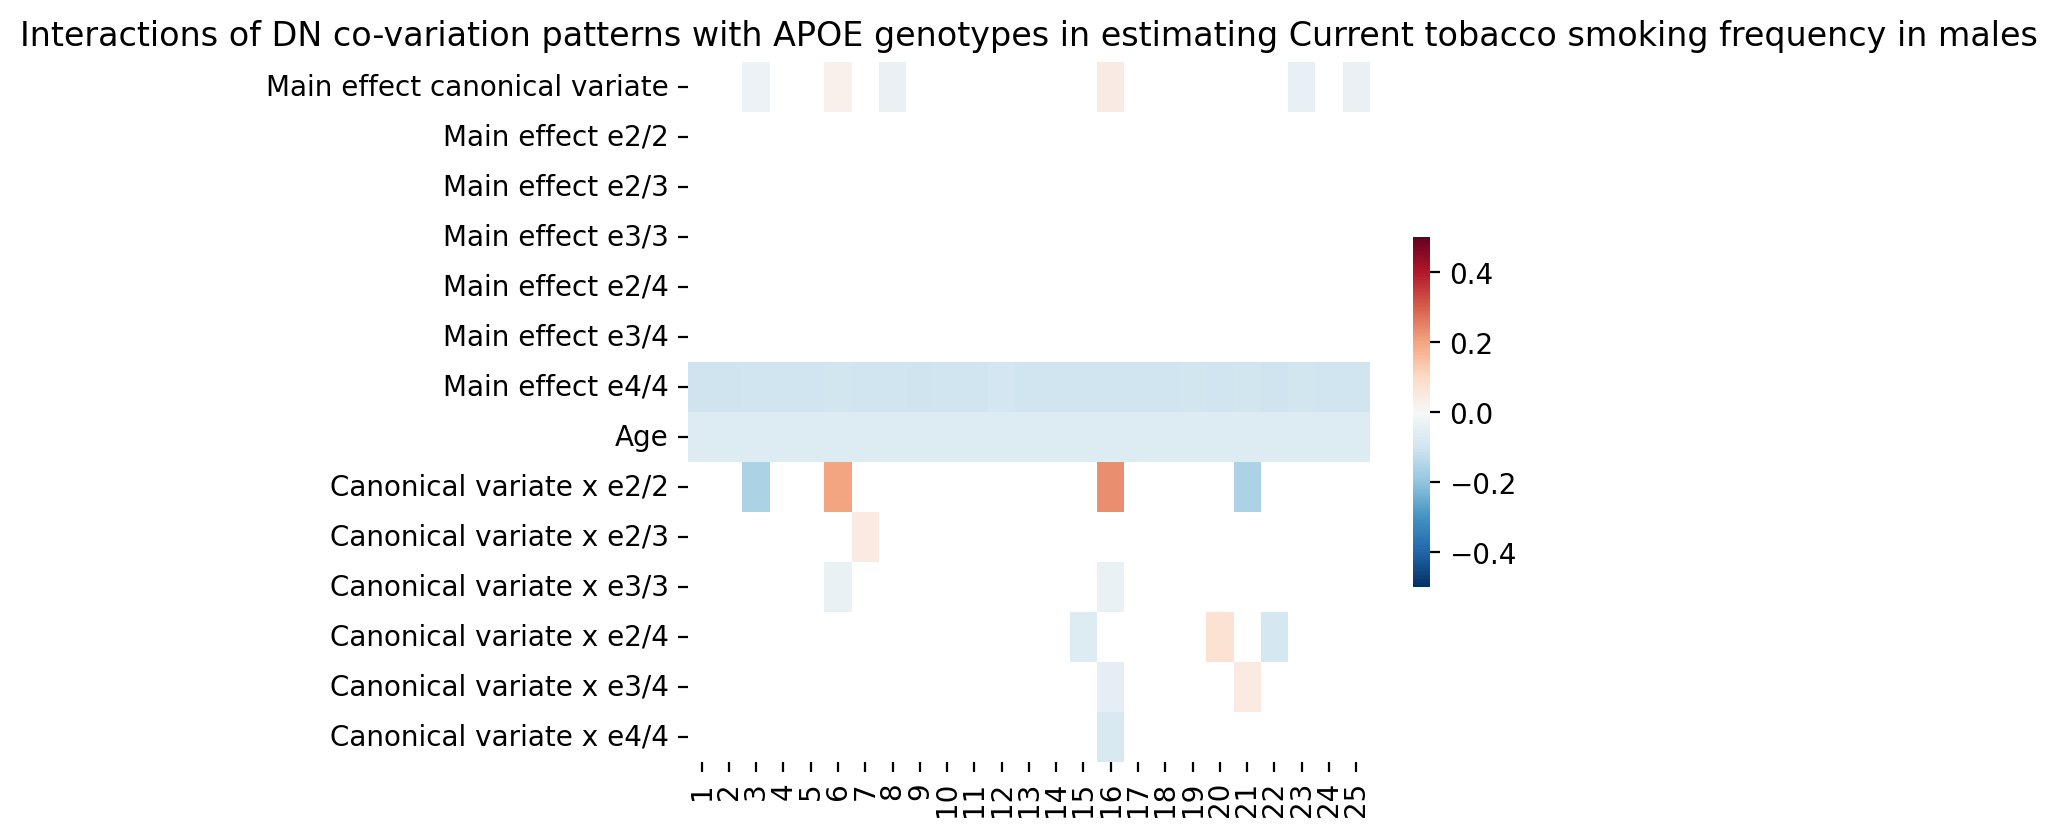 Interactions of DN co-variation patterns with APOE genotypes in estimating Current tobacco smoking frequency in males
Main effect canonical variate
Main effect e2/2
Main effect e2/3
Main effect e3/3
Main effect e2/4
Main effect e3/4
Main effect e4/4
Age
Canonical variate x e2/2
Canonical variate x e2/3
Canonical variate x e3/3
Canonical variate x e2/4
Canonical variate x e3/4
Canonical variate x e4/4
1 2 3 4 5 6 7 8 9 10 11 12 13 14 15 16 17 18 19 20 21 22 23 24 25
0.4
0.2
0.0
−0.2
−0.4